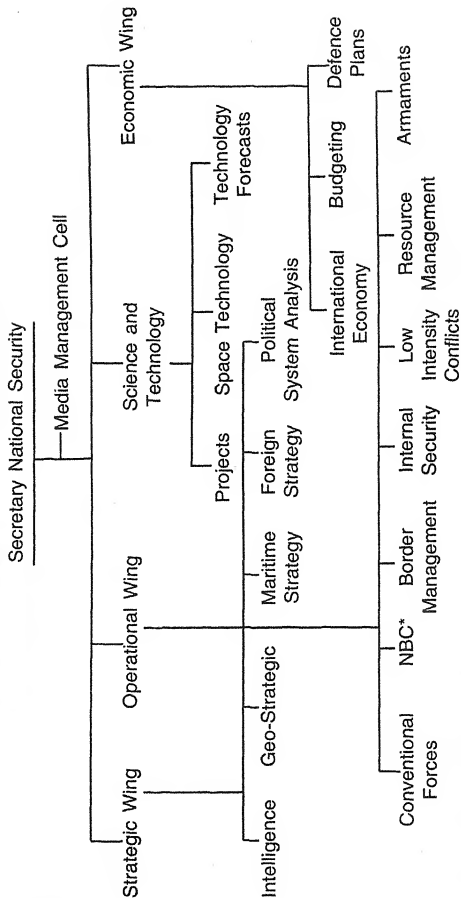 Secretary National Security
Media Management Cell
Strategic Wing
Operational Wing
Science and
Technology
Economic Wing
Projects
Space Technology
Technology
Forecasts
Intelligence
Geo-Strategic
Maritime
Strategy
Foreign
Strategy
Political
System Analysis
International
Economy
Budgeting
Defence
Plans
Conventional
Forces
NBC*
Border
Management
Internal
Security
Low
Intensity
Conflicts
Resource
Management
Armaments